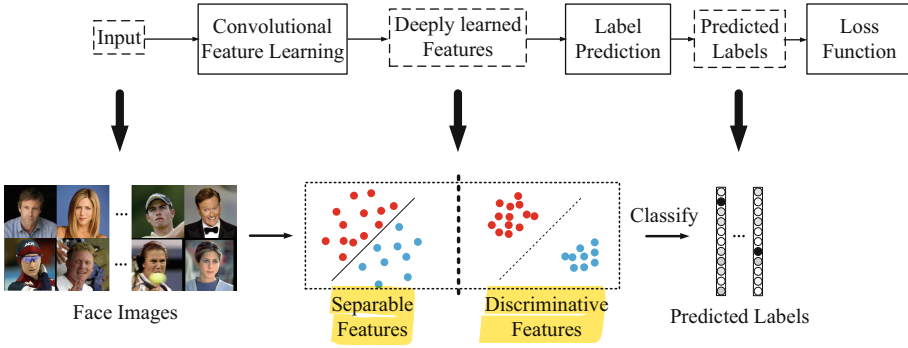 Input
Convolutional
Feature Learning
Deeply learned
Features
Label
Prediction
Predicted
Labels
Loss
Function
...
...
...
Classify
Face Images
Separable
Features
Discriminative
Features
Predicted Labels